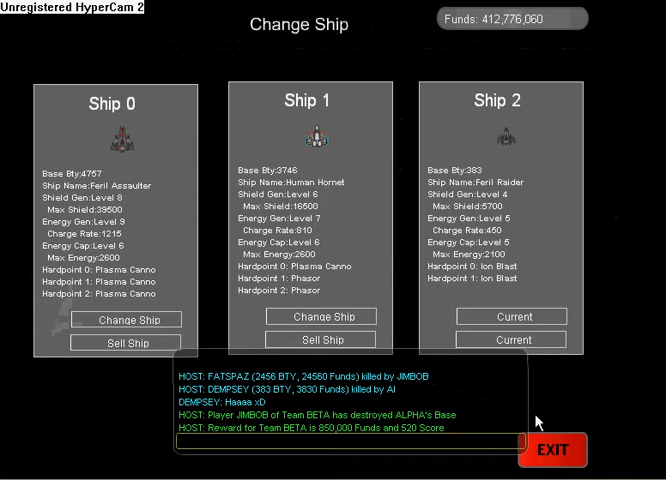 Unregistered HyperCam 2
Change Ship
Funds: 412,776,060
Ship 0
Base Bty:4757
Ship Name:Feril Assaulter
Shield Gen:Level 8
Max Shield:39500
Energy Gen:Level 9
Charge Rate:1215
Energy Cap:Level 6
Max Energy:2600
Hardpoint 0: Plasma Canno
Hardpoint 1: Plasma Canno
Hardpoint 2: Plasma Canno
Change Ship
Sell Ship
Ship 1
Base Bty:3746
Ship Name:Human Hornet
Shield Gen:Level 6
Max Shield:16500
Energy Gen:Level 7
Charge Rate:810
Energy Cap:Level 6
Max Energy:2600
Hardpoint 0: Plasma Canno
Hardpoint 1: Phasor
Hardpoint 2: Phasor
Change Ship
Sell Ship
Ship 2
Base Bty:383
Ship Name:Feril Raider
Shield Gen:Level 4
Max Shield:5700
Energy Gen:Level 5
Charge Rate:450
Energy Cap:Level 5
Max Energy:2100
Hardpoint 0: Ion Blast
Hardpoint 1: Ion Blast
Current
Current
HOST: FATSPAZ (2456 BTY, 24560 Funds) killed by JIMBOB
HOST: DEMPSEY (383 BTY, 3830 Funds) killed by AI
DEMPSEY: Haaaa xD
HOST: Player JIMBOB of Team BETA has destroyed ALPHA's Base
HOST: Reward for Team BETA is 850,000 Funds and 520 Score
EXIT